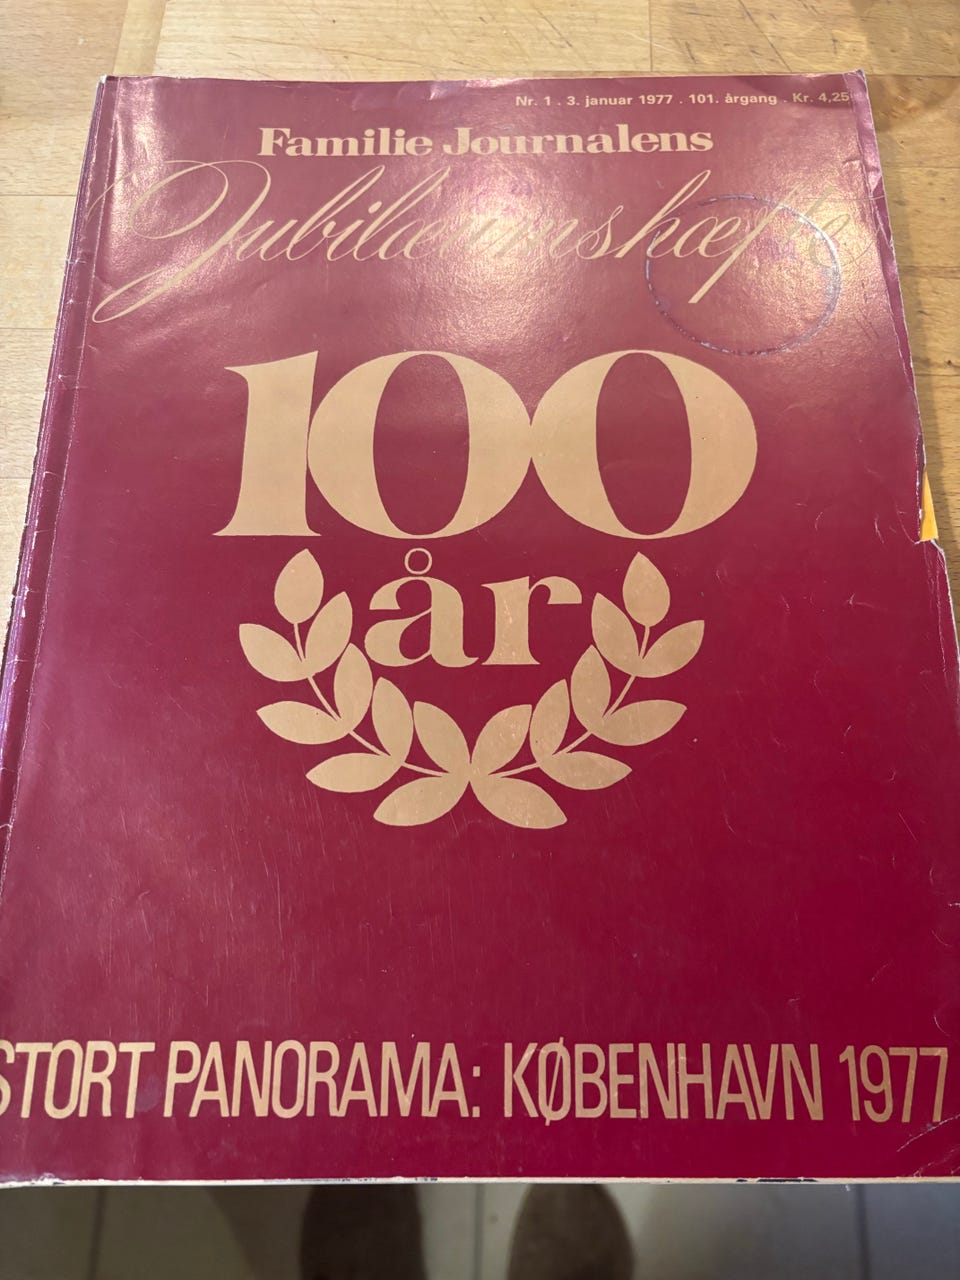 Nr. 1 . 3. januar 1977 . 101. årgang . Kr. 4,25
Familie Journalens
Jubilæumshæfte
100
år
STORT PANORAMA: KØBENHAVN 1977